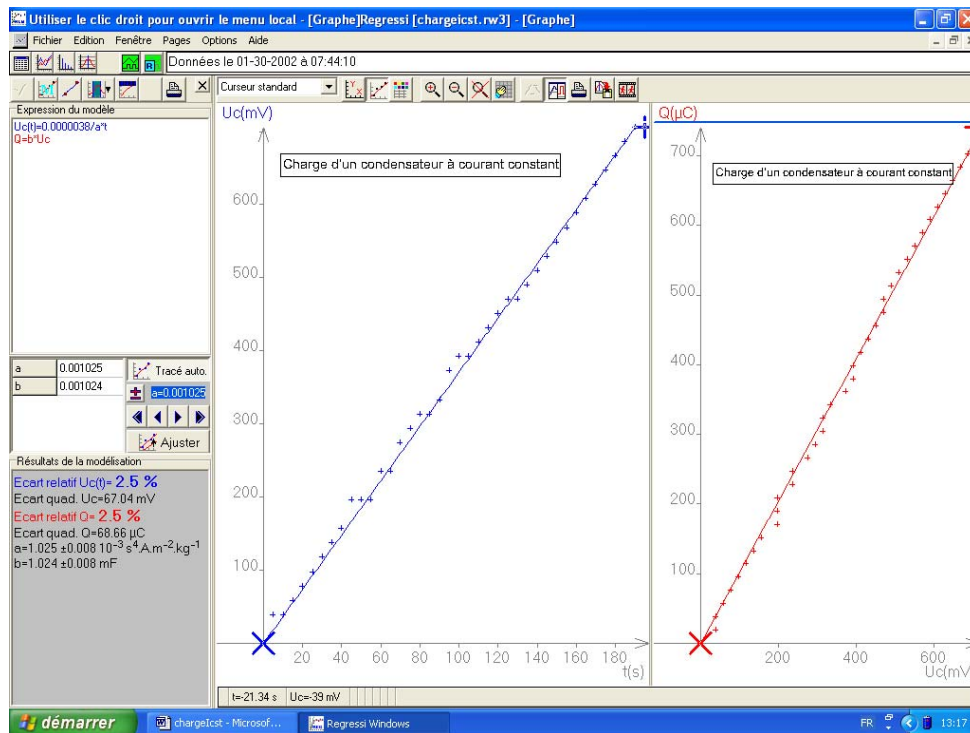 Utiliser le clic droit pour ouvrir le menu local - [Graphe]Regressi [chargeicst.rw3] - [Graphe]
Fichier Edition Fenêtre Pages Options Aide
Données le 01-30-2002 à 07:44:10
Expression du modèle
Uc(t)=0.0000038/a*t
Q=b*Uc
a 0.001025
b 0.001024
Tracé auto.
a=0.001025
Ajuster
Résultats de la modélisation
Ecart relatif Uc(t)= 2.5 %
Ecart quad. Uc=67.04 mV
Ecart relatif Q= 2.5 %
Ecart quad. Q=68.66 µC
a=1.025 ±0.008 10⁻³ s⁴.A.m⁻².kg⁻¹
b=1.024 ±0.008 mF
Curseur standard
Uc(mV)
Charge d'un condensateur à courant constant
600
500
400
300
200
100
20 40 60 80 100 120 140 160 180
t(s)
Q(µC)
700
Charge d'un condensateur à courant constant
600
500
400
300
200
100
200 400 600
Uc(mV)
t=-21.34 s Uc=-39 mV
démarrer
chargeIcst - Microsof...
Regressi Windows
FR
13:17